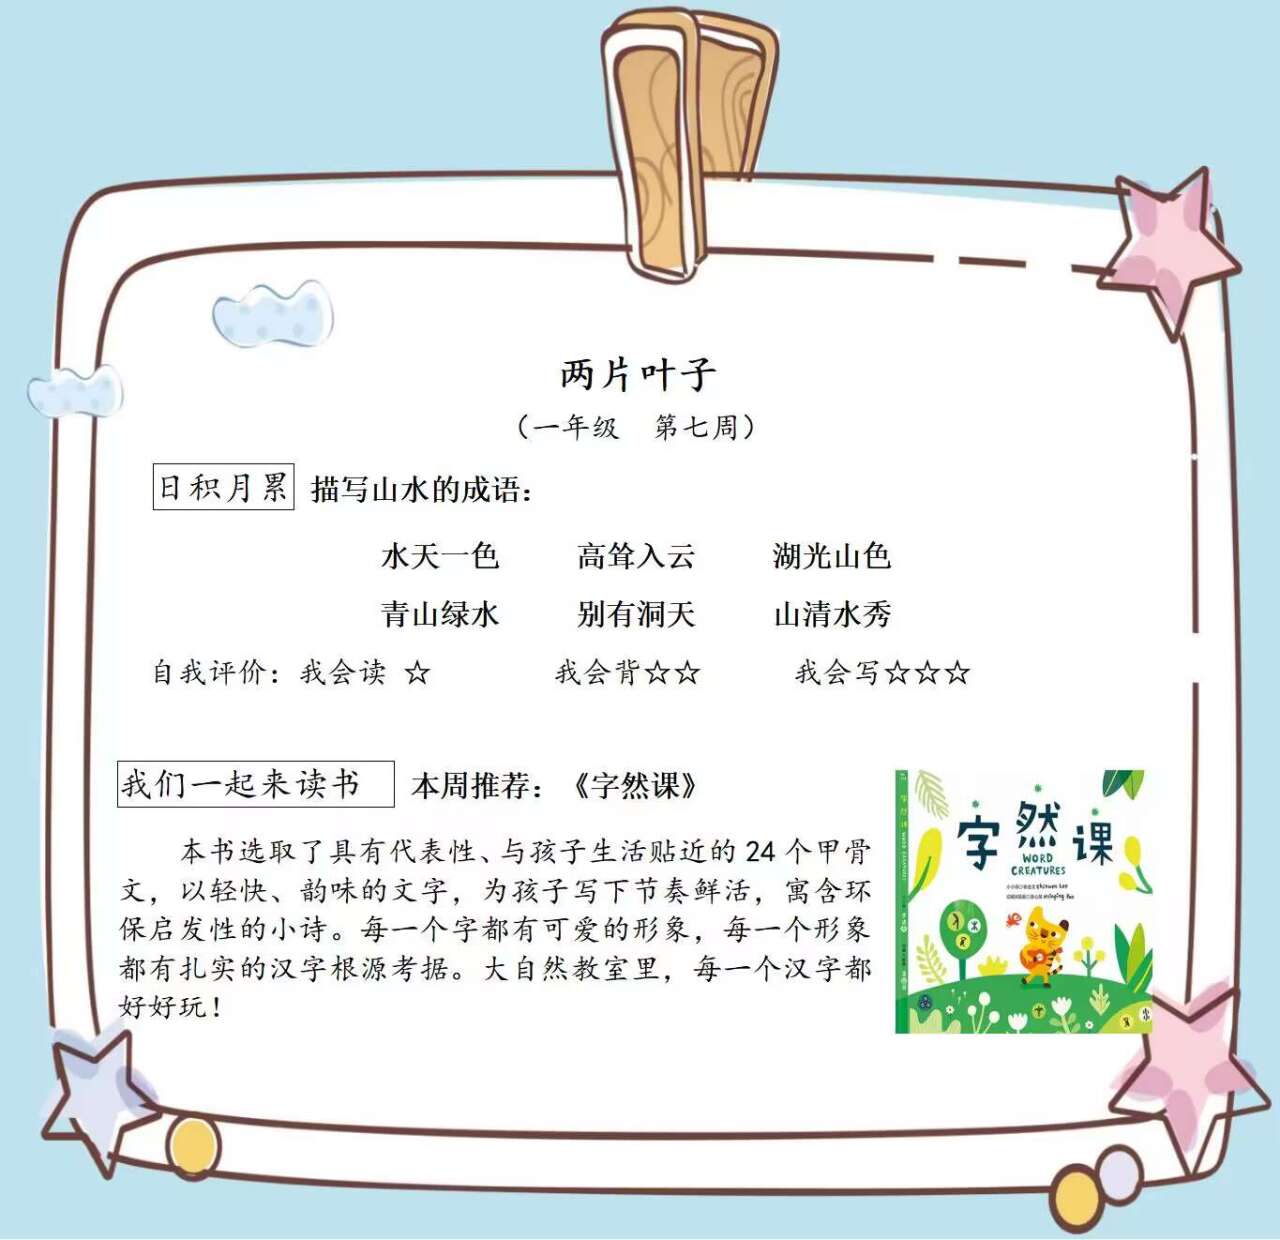 两片叶子
（一年级　第七周）
日积月累 描写山水的成语：
水天一色 高耸入云 湖光山色
青山绿水 别有洞天 山清水秀
自我评价：我会读 ☆ 我会背☆☆ 我会写☆☆☆
我们一起来读书 本周推荐：《字然课》
本书选取了具有代表性、与孩子生活贴近的 24 个甲骨
文，以轻快、韵味的文字，为孩子写下节奏鲜活，寓含环
保启发性的小诗。每一个字都有可爱的形象，每一个形象
都有扎实的汉字根源考据。大自然教室里，每一个汉字都
好好玩！
字然课
WORD
CREATURES